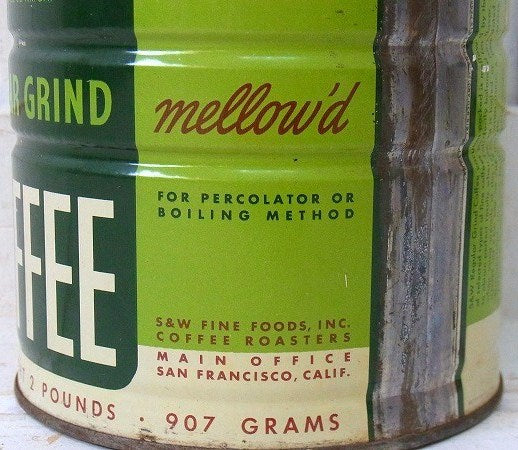 GRIND
mellow'd
FOR PERCOLATOR OR
BOILING METHOD
FFEE
S&W FINE FOODS, INC.
COFFEE ROASTERS
MAIN OFFICE
SAN FRANCISCO, CALIF.
2 POUNDS · 907 GRAMS